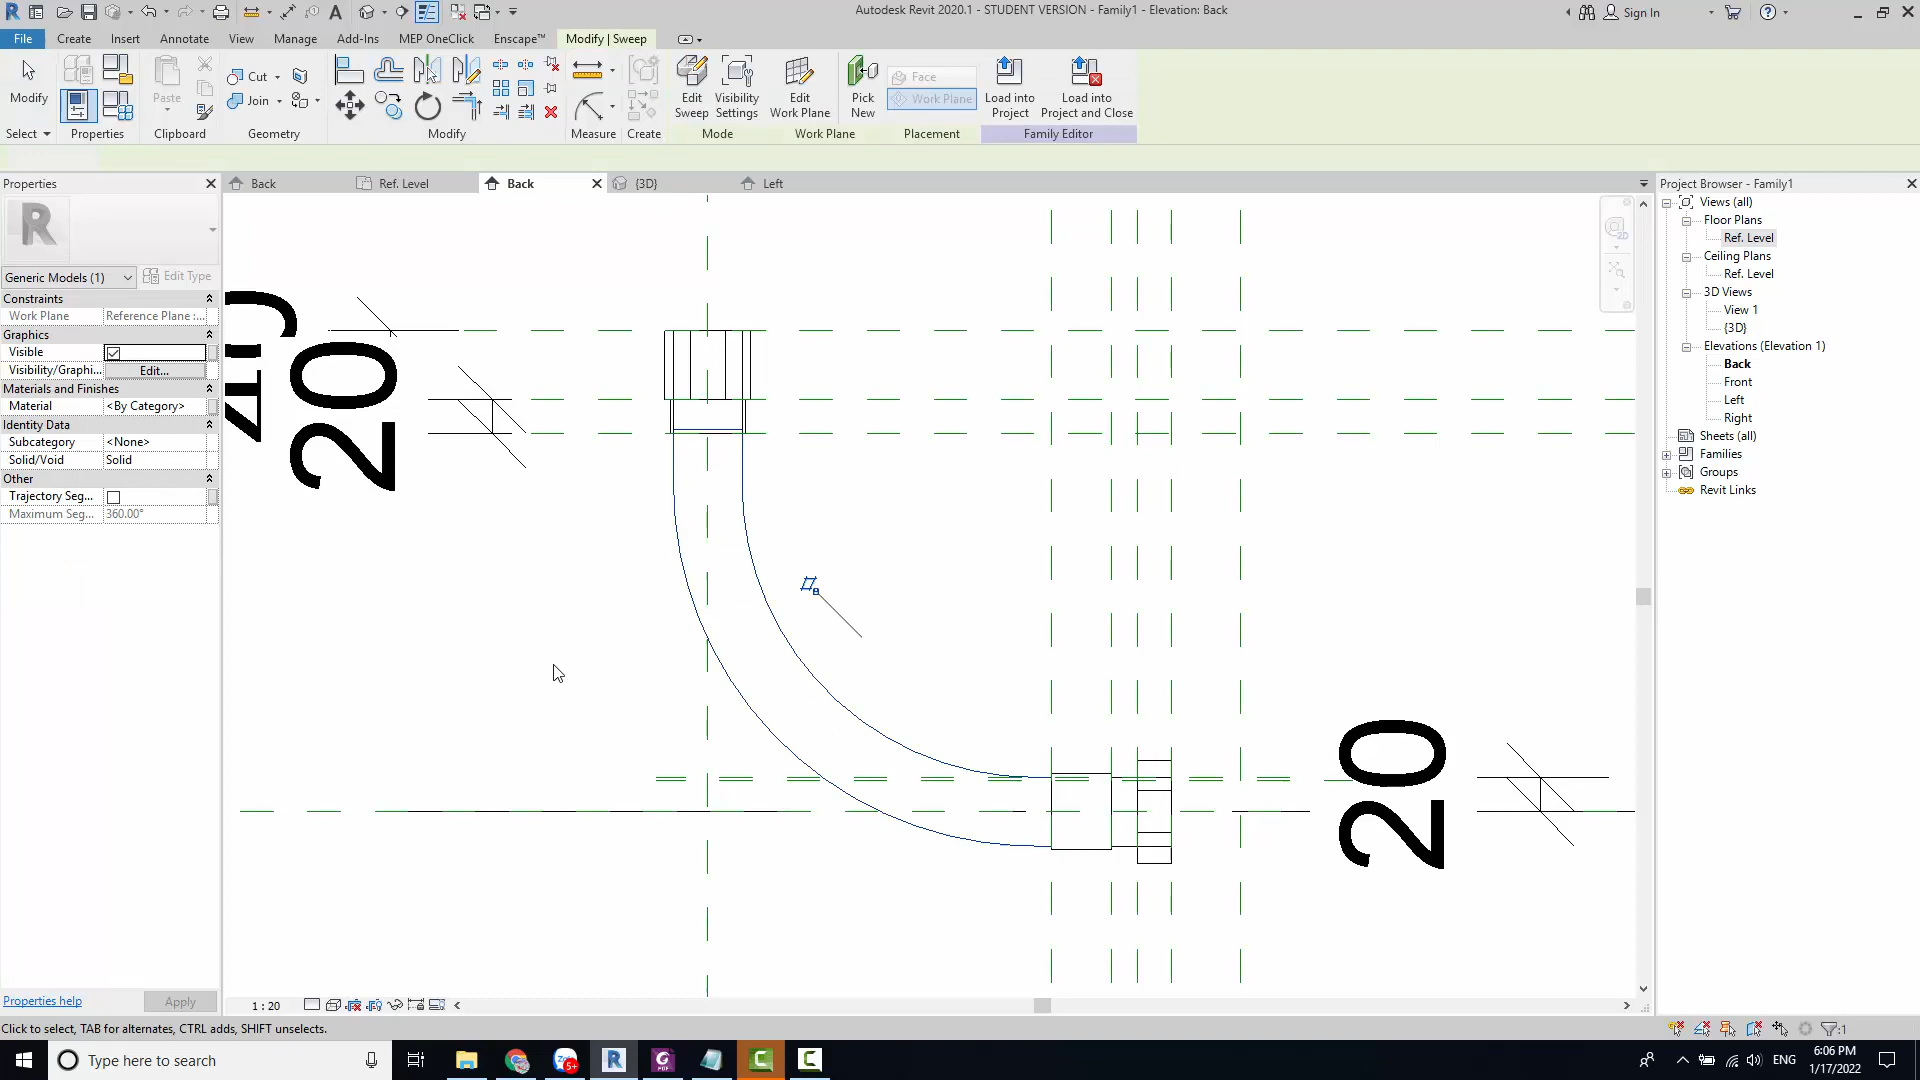 Autodesk Revit 2020.1 - STUDENT VERSION - Family1 - Elevation: Back
Sign In
File Create Insert Annotate View Manage Add-Ins MEP OneClick Enscape™ Modify | Sweep
Modify
Paste
Cut
Join
Edit Sweep
Visibility Settings
Edit Work Plane
Pick New
Face
Work Plane
Load into Project
Load into Project and Close
Select Properties Clipboard Geometry Modify Measure Create Mode Work Plane Placement Family Editor
Properties
Back Ref. Level Back {3D} Left
Project Browser - Family1
R
Generic Models (1) Edit Type
Constraints
Work Plane Reference Plane :...
Graphics
Visible
Visibility/Graphi... Edit...
Materials and Finishes
Material <By Category>
Identity Data
Subcategory <None>
Solid/Void Solid
Other
Trajectory Seg...
Maximum Seg... 360.00°
Views (all)
Floor Plans
Ref. Level
Ceiling Plans
Ref. Level
3D Views
View 1
{3D}
Elevations (Elevation 1)
Back
Front
Left
Right
Sheets (all)
Families
Groups
Revit Links
2D
20
20
Properties help Apply
1 : 20
Click to select, TAB for alternates, CTRL adds, SHIFT unselects.
:1
Type here to search
5+
ENG
6:06 PM
1/17/2022